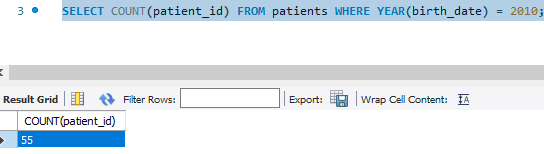 3 SELECT COUNT(patient_id) FROM patients WHERE YEAR(birth_date) = 2010;
Result Grid Filter Rows: Export: Wrap Cell Content: IA
COUNT(patient_id)
55